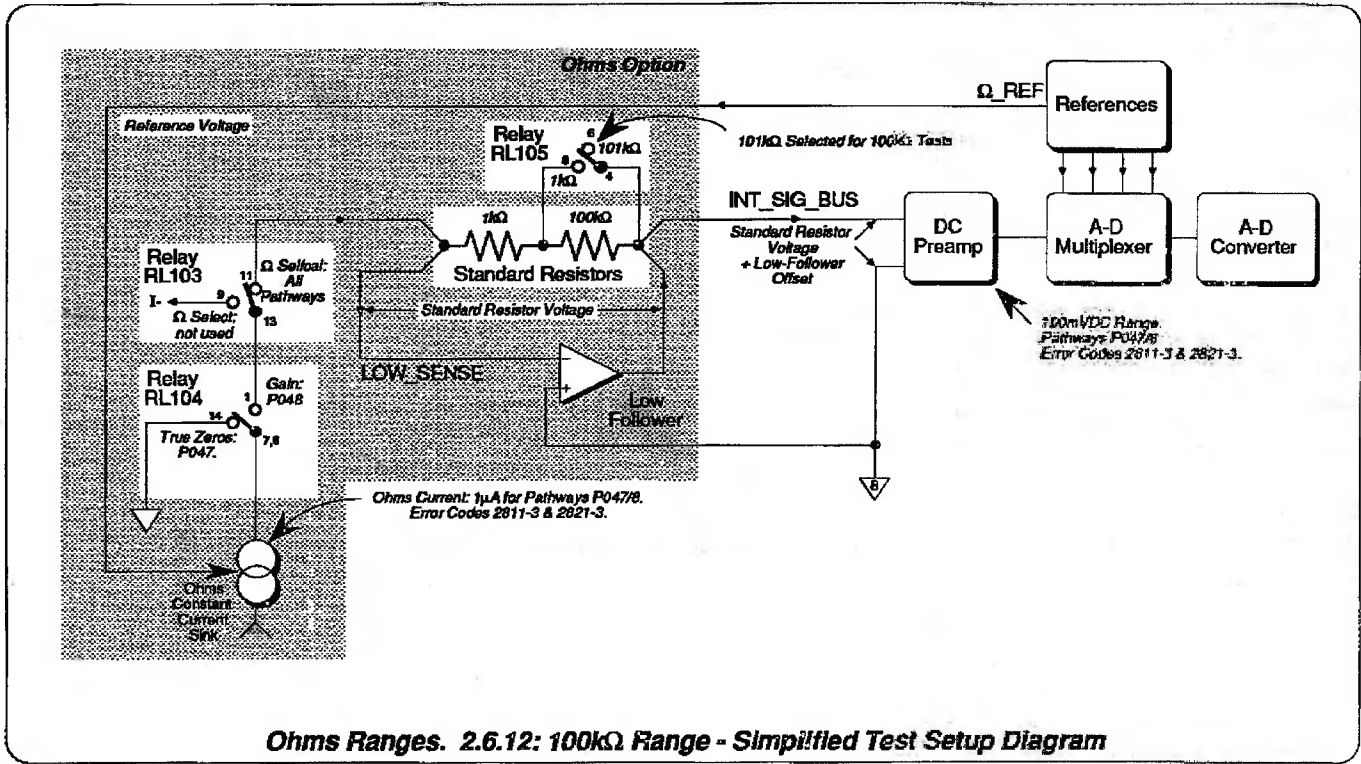 Ohms Option
Reference Voltage
Relay
RL105
6
101kΩ
8
1kΩ
4
101kΩ Selected for 100kΩ Tests
Ω_REF
References
INT_SIG_BUS
Standard Resistor
Voltage
+ Low-Follower
Offset
DC
Preamp
A-D
Multiplexer
A-D
Converter
100mVDC Range.
Pathways P047/8
Error Codes 2811-3 & 2821-3.
1kΩ
100kΩ
Standard Resistors
Standard Resistor Voltage
Relay
RL103
11
Ω Selfcal:
All
Pathways
I-
9
Ω Select;
not used
13
LOW_SENSE
−
+
Low
Follower
Relay
RL104
1
Gain:
P048
14
True Zeros:
P047.
7,8
8
Ohms Current: 1µA for Pathways P047/8.
Error Codes 2811-3 & 2821-3.
Ohms
Constant
Current
Sink
Ohms Ranges. 2.6.12: 100kΩ Range - Simplified Test Setup Diagram